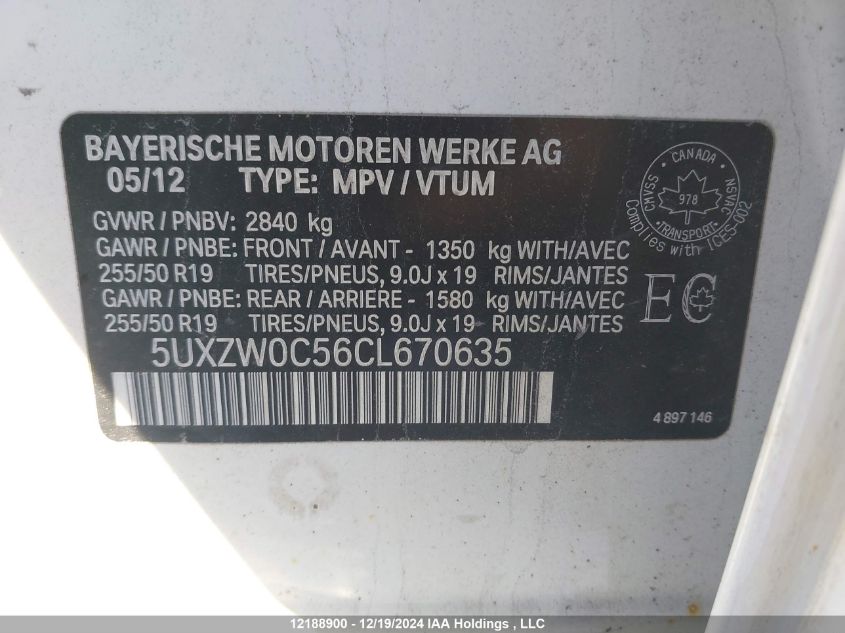 BAYERISCHE MOTOREN WERKE AG
05/12 TYPE: MPV / VTUM
GVWR / PNBV: 2840 kg
GAWR / PNBE: FRONT / AVANT - 1350 kg WITH/AVEC
255/50 R19 TIRES/PNEUS, 9.0J x 19 RIMS/JANTES
GAWR / PNBE: REAR / ARRIERE - 1580 kg WITH/AVEC
255/50 R19 TIRES/PNEUS, 9.0J x 19 RIMS/JANTES
5UXZW0C56CL670635
CANADA
CMVSS 978 NSVAC
TRANSPORT
Complies with ICES-002
EC
4 897 146
12188900 - 12/19/2024 IAA Holdings , LLC